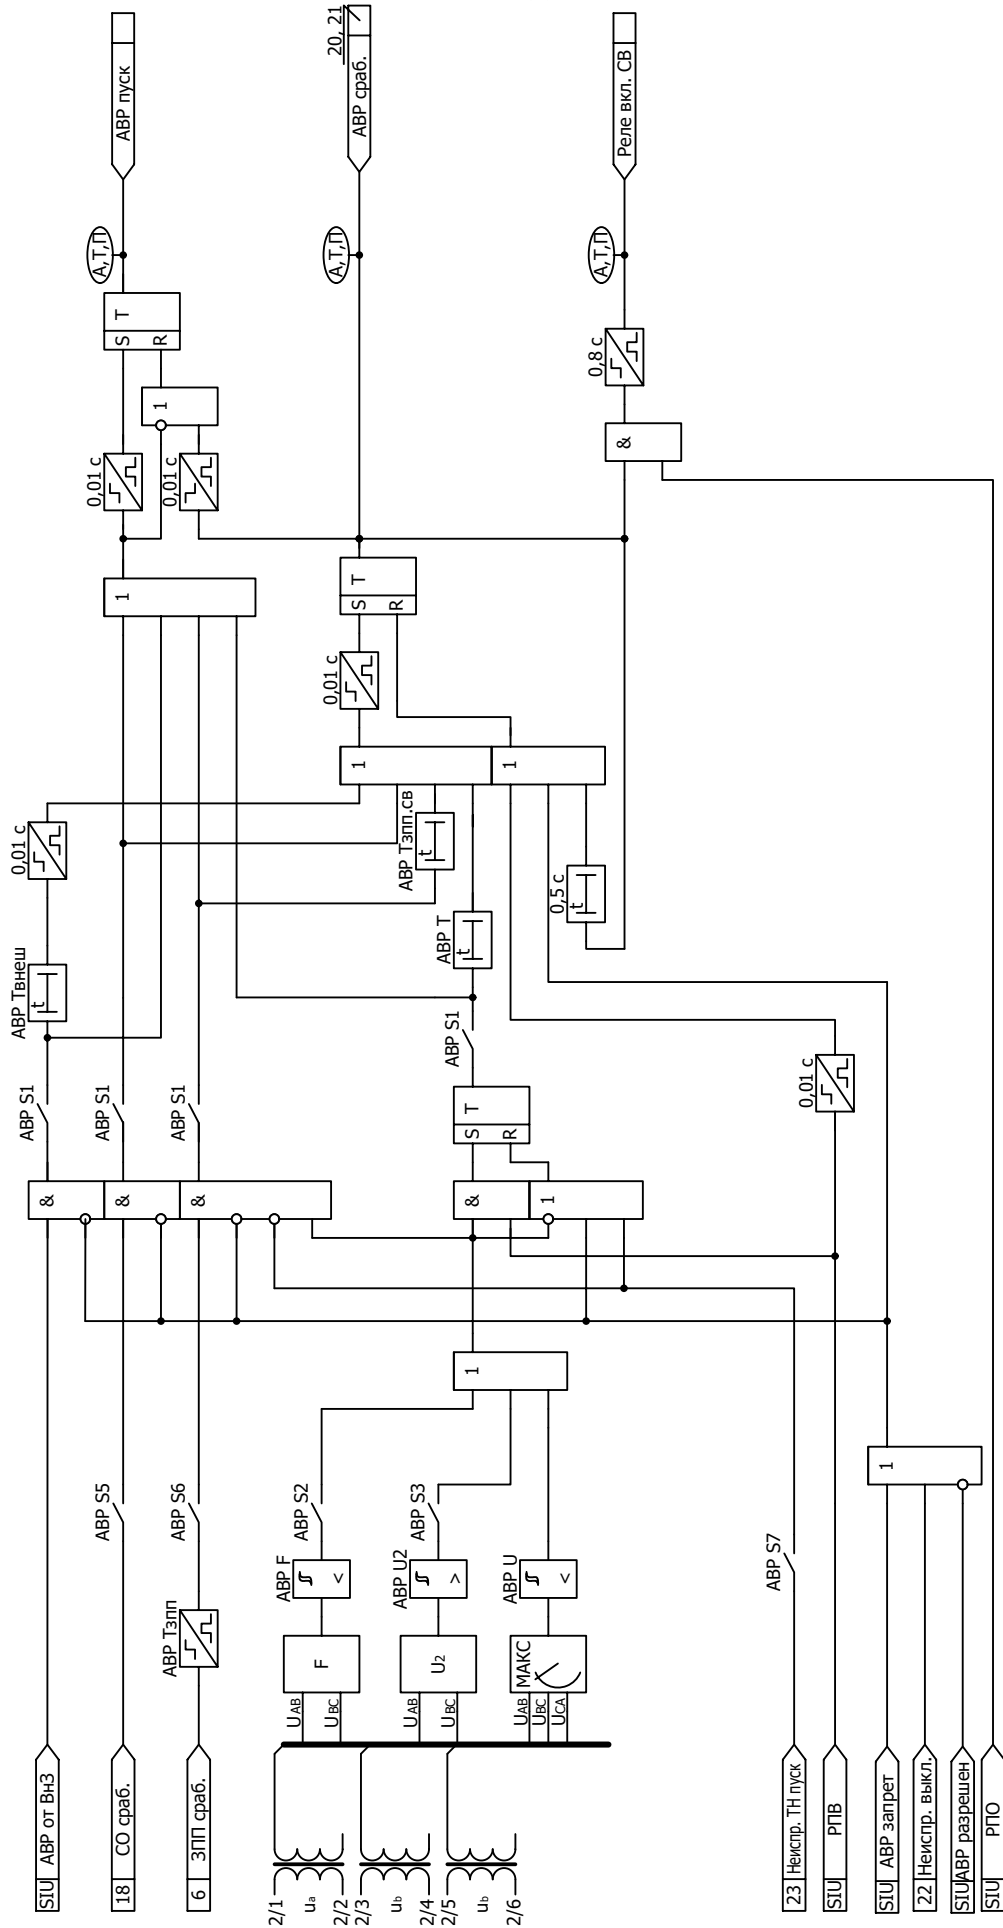 АВР пуск
20, 21
АВР сраб.
Реле вкл. СВ
А,Т,П
А,Т,П
А,Т,П
T
S
R
1
0,8 с
&
0,01 с
0,01 с
1
T
S
R
0,01 с
0,01 с
1
1
АВР Тзпп.св
0,5 с
t
t
АВР Т
t
АВР Твнеш
t
АВР S1
АВР S1
АВР S1
АВР S1
0,01 с
T
S
R
&
&
&
&
1
1
1
АВР S5
АВР S6
АВР S2
АВР S3
АВР S7
АВР F
<
АВР U2
>
АВР U
<
АВР Тзпп
F
U2
МАКС
UAB
UBC
UAB
UBC
UAB
UBC
UCA
SIU АВР от Вн3
18 СО сраб.
6 ЗПП сраб.
2/1
ua
2/2
2/3
ub
2/4
2/5
ub
2/6
23 Неиспр. ТН пуск
SIU РПВ
SIU АВР запрет
22 Неиспр. выкл.
SIU АВР разрешен
SIU РПО